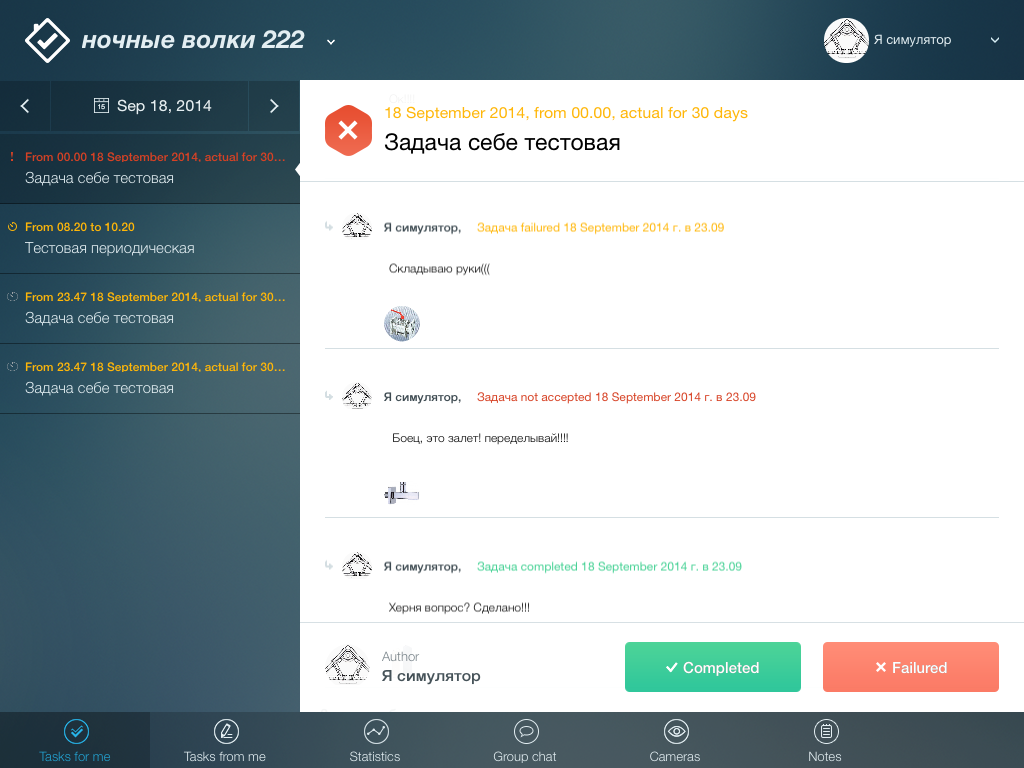 ночные волки 222
Я симулятор
15 Sep 18, 2014
! From 00.00 18 September 2014, actual for 30...
Задача себе тестовая
From 08.20 to 10.20
Тестовая периодическая
From 23.47 18 September 2014, actual for 30...
Задача себе тестовая
From 23.47 18 September 2014, actual for 30...
Задача себе тестовая
18 September 2014, from 00.00, actual for 30 days
Задача себе тестовая
Я симулятор, Задача failured 18 September 2014 г. в 23.09
Складываю руки(((
Я симулятор, Задача not accepted 18 September 2014 г. в 23.09
Боец, это залет! переделывай!!!!
Я симулятор, Задача completed 18 September 2014 г. в 23.09
Херня вопрос? Сделано!!!
Author
Я симулятор
Completed
Failured
Tasks for me
Tasks from me
Statistics
Group chat
Cameras
Notes